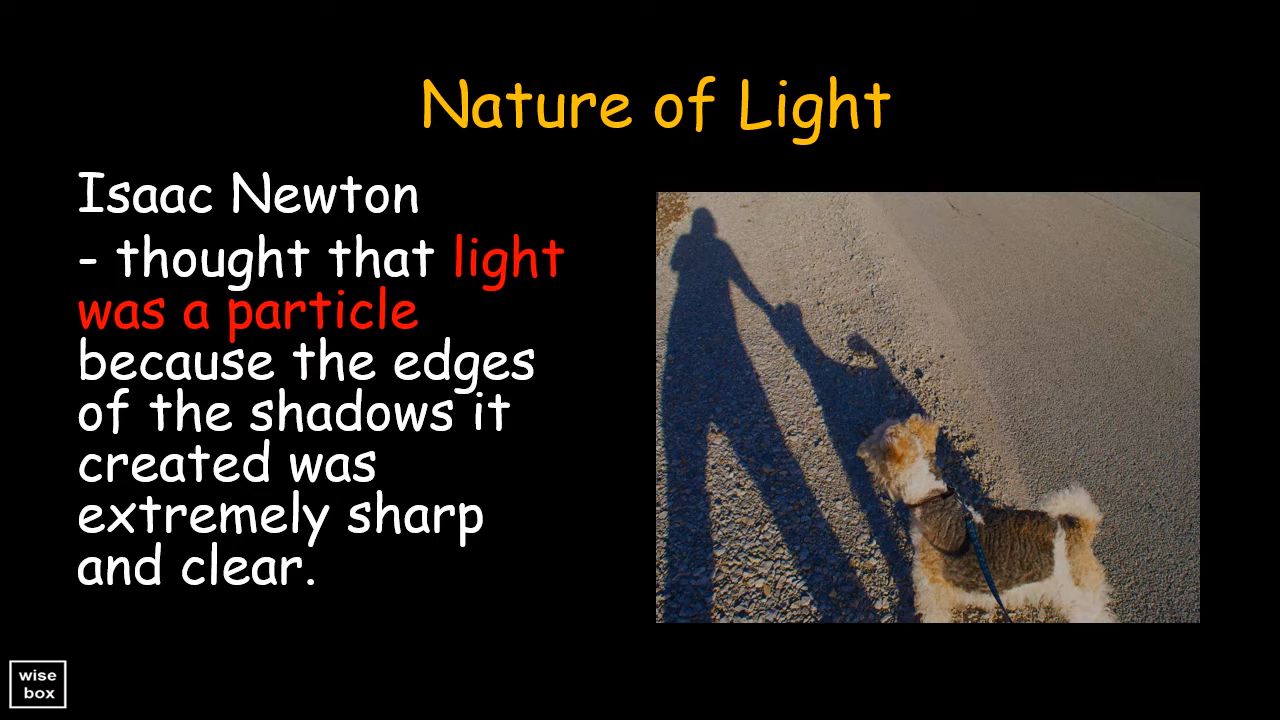 Nature of Light
Isaac Newton
- thought that light
was a particle
because the edges
of the shadows it
created was
extremely sharp
and clear.
wise
box